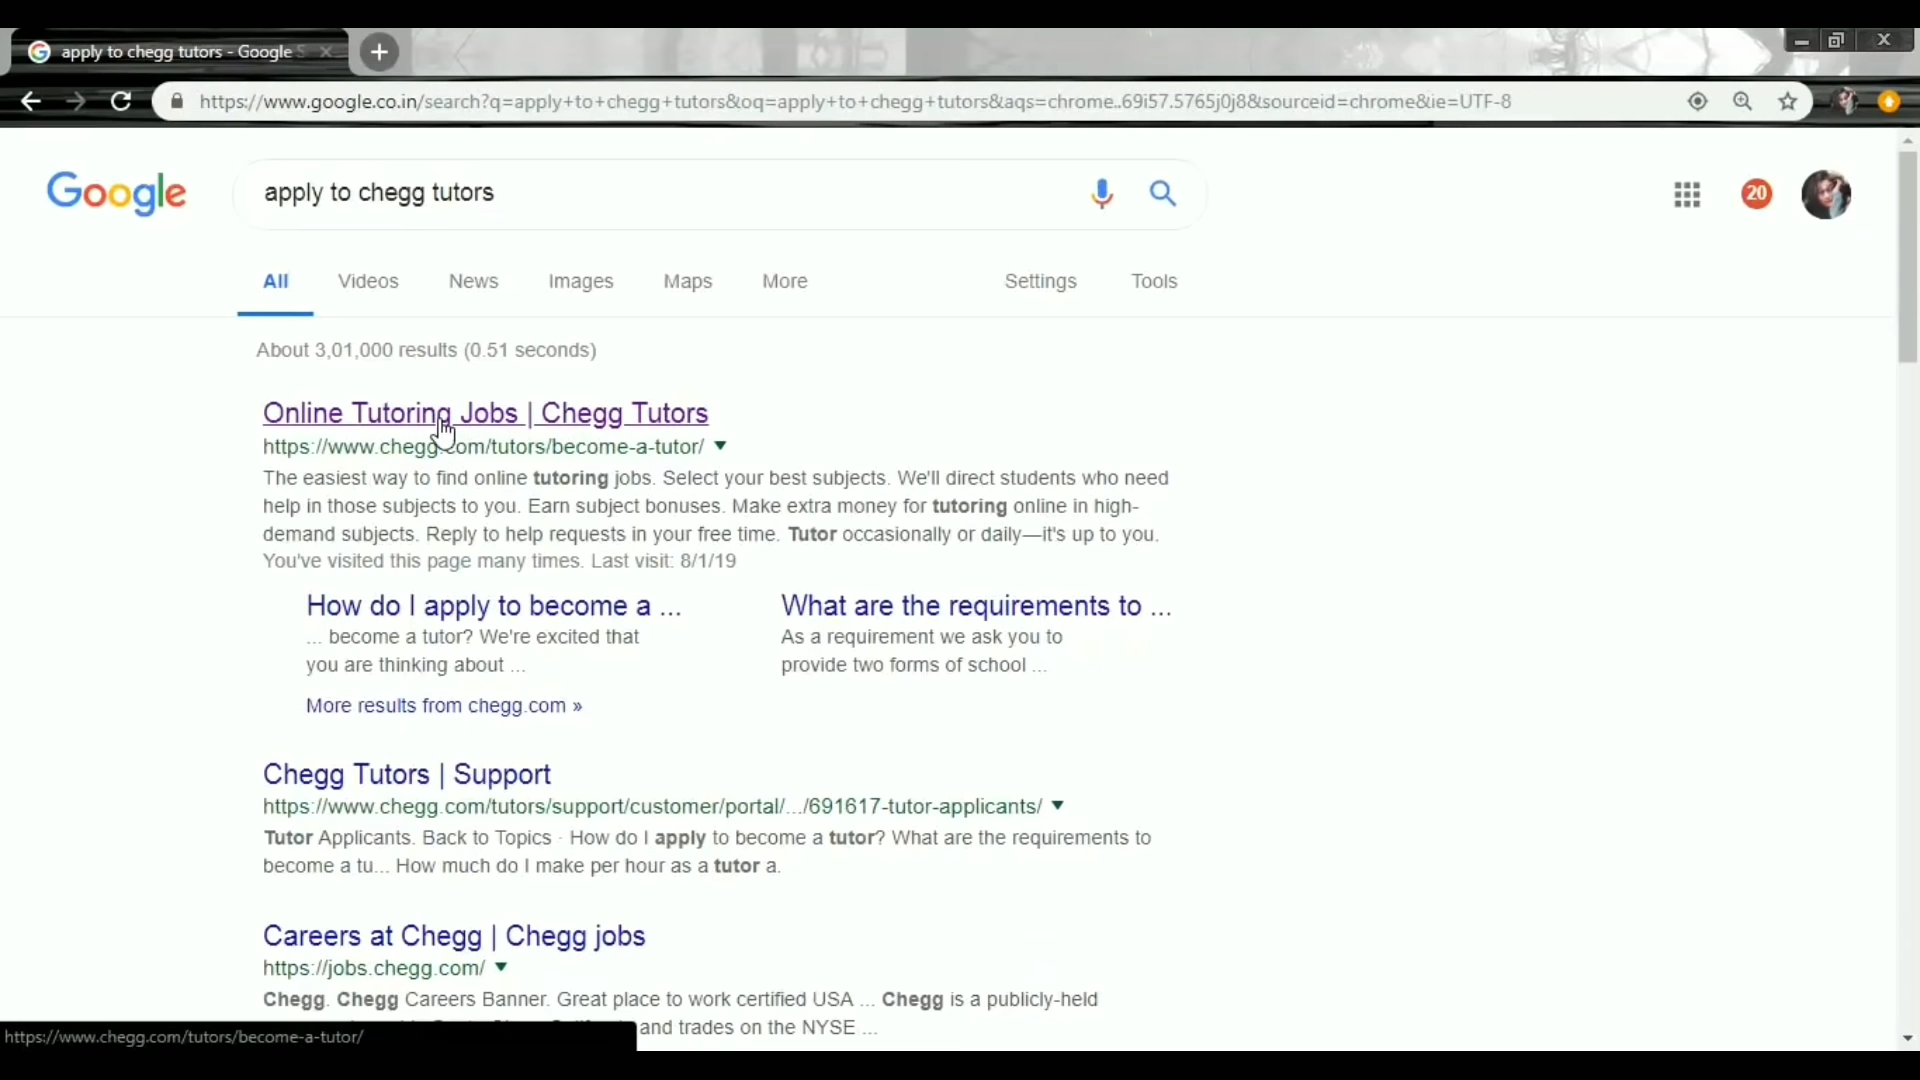 apply to chegg tutors - Google S
https://www.google.co.in/search?q=apply+to+chegg+tutors&oq=apply+to+chegg+tutors&aqs=chrome..69i57.5765j0j8&sourceid=chrome&ie=UTF-8
Google
apply to chegg tutors
20
All Videos News Images Maps More Settings Tools
About 3,01,000 results (0.51 seconds)
Online Tutoring Jobs | Chegg Tutors
https://www.chegg.com/tutors/become-a-tutor/
The easiest way to find online tutoring jobs. Select your best subjects. We'll direct students who need
help in those subjects to you. Earn subject bonuses. Make extra money for tutoring online in high-
demand subjects. Reply to help requests in your free time. Tutor occasionally or daily—it's up to you.
You've visited this page many times. Last visit: 8/1/19
How do I apply to become a ...
... become a tutor? We're excited that
you are thinking about ...
What are the requirements to ...
As a requirement we ask you to
provide two forms of school ...
More results from chegg.com »
Chegg Tutors | Support
https://www.chegg.com/tutors/support/customer/portal/.../691617-tutor-applicants/
Tutor Applicants. Back to Topics · How do I apply to become a tutor? What are the requirements to
become a tu... How much do I make per hour as a tutor a.
Careers at Chegg | Chegg jobs
https://jobs.chegg.com/
Chegg. Chegg Careers Banner. Great place to work certified USA ... Chegg is a publicly-held
and trades on the NYSE ...
https://www.chegg.com/tutors/become-a-tutor/